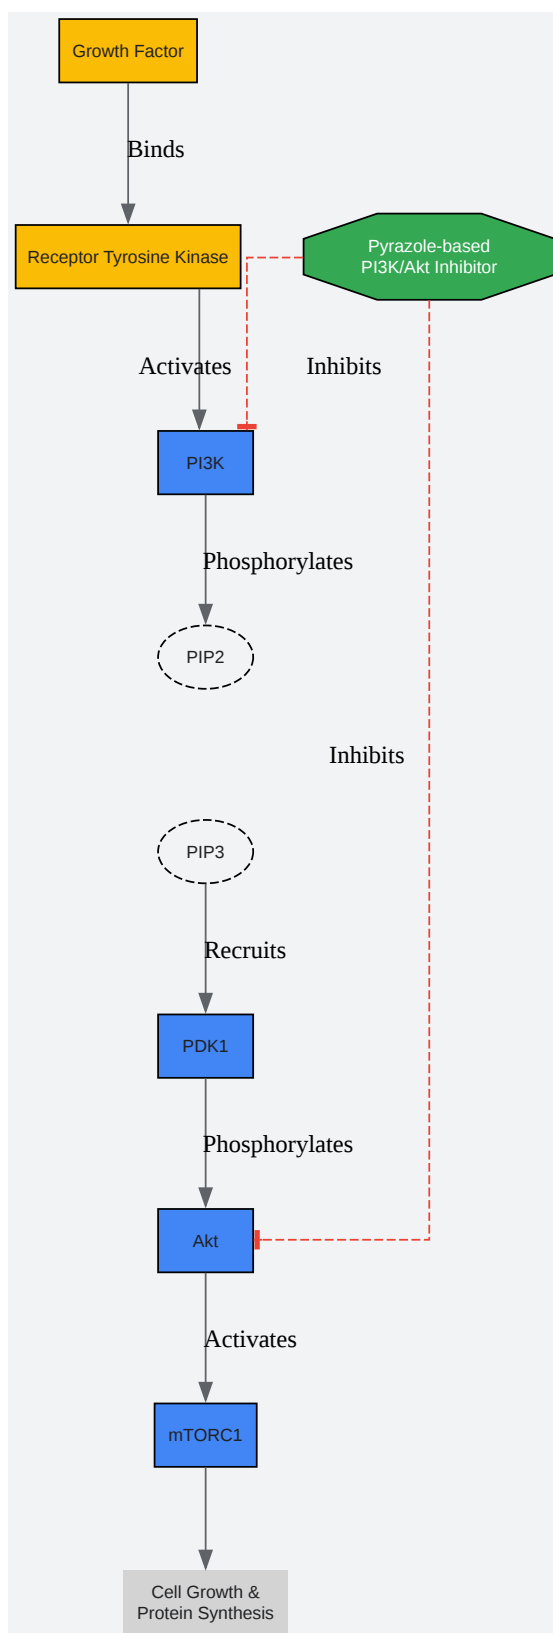 Growth Factor
Binds
Receptor Tyrosine Kinase
Pyrazole-based
PI3K/Akt Inhibitor
Activates
Inhibits
PI3K
Phosphorylates
PIP2
Inhibits
PIP3
Recruits
PDK1
Phosphorylates
Akt
Activates
mTORC1
Cell Growth &
Protein Synthesis